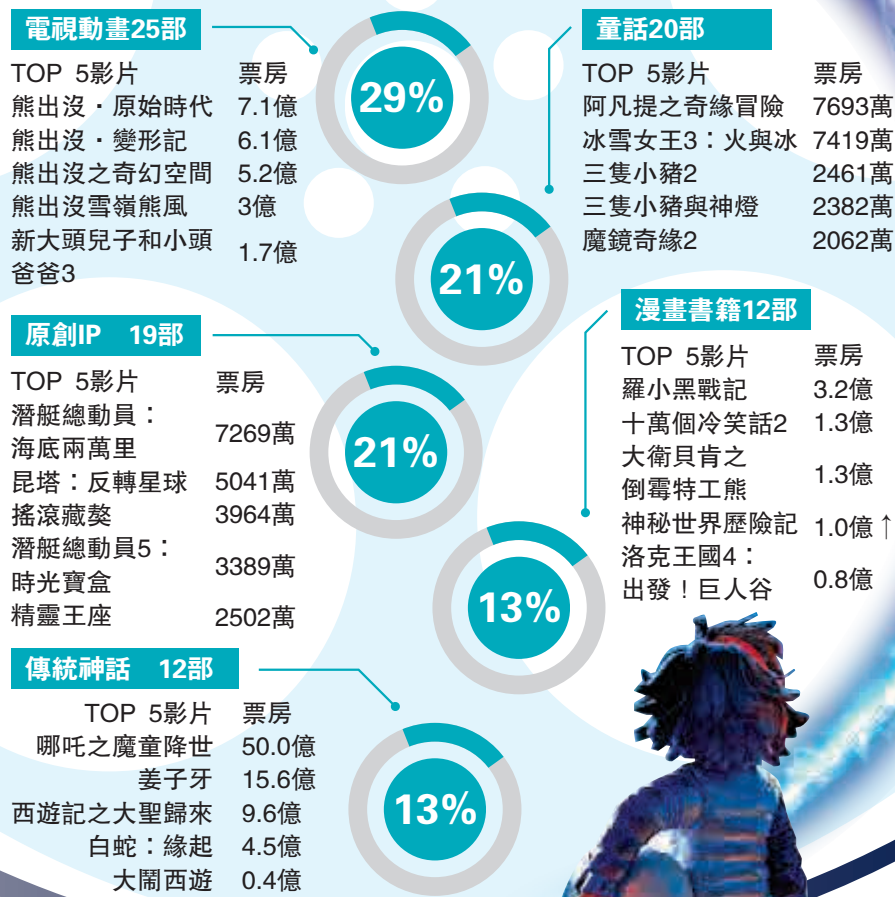 電視動畫25部
TOP 5影片 票房
熊出沒·原始時代 7.1億
熊出沒·變形記 6.1億
熊出沒之奇幻空間 5.2億
熊出沒雪嶺熊風 3億
新大頭兒子和小頭
爸爸3 1.7億
29%
童話20部
TOP 5影片 票房
阿凡提之奇緣冒險 7693萬
冰雪女王3：火與冰 7419萬
三隻小豬2 2461萬
三隻小豬與神燈 2382萬
魔鏡奇緣2 2062萬
21%
原創IP 19部
TOP 5影片 票房
潛艇總動員：
海底兩萬里 7269萬
昆塔：反轉星球 5041萬
搖滾藏獒 3964萬
潛艇總動員5：
時光寶盒 3389萬
精靈王座 2502萬
21%
漫畫書籍12部
TOP 5影片 票房
羅小黑戰記 3.2億
十萬個冷笑話2 1.3億
大衛貝肯之
倒霉特工熊 1.3億
神秘世界歷險記 1.0億↑
洛克王國4：
出發！巨人谷 0.8億
13%
傳統神話 12部
TOP 5影片 票房
哪吒之魔童降世 50.0億
姜子牙 15.6億
西遊記之大聖歸來 9.6億
白蛇：緣起 4.5億
大鬧西遊 0.4億
13%